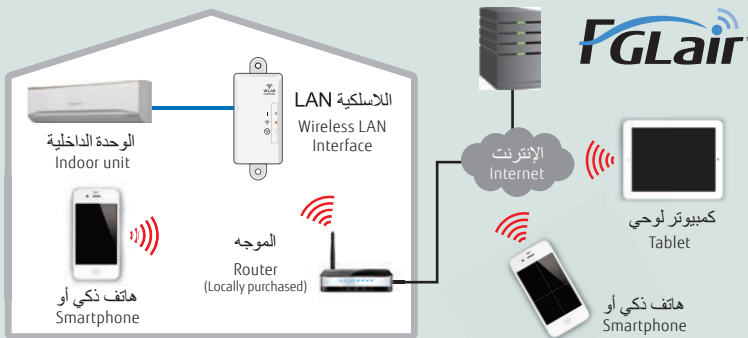 FGLair
اللاسلكية LAN
Wireless LAN
Interface
W-LAN
الوحدة الداخلية
Indoor unit
الإنترنت
Internet
كمبيوتر لوحي
Tablet
الموجه
Router
(Locally purchased)
هاتف ذكي أو
Smartphone
هاتف ذكي أو
Smartphone